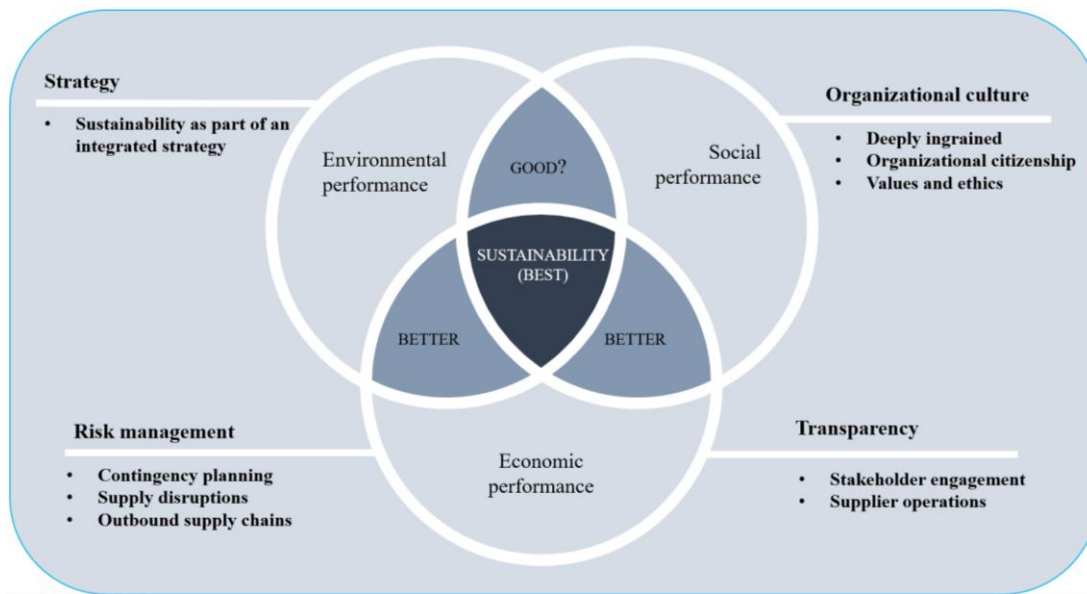 Strategy
• Sustainability as part of an
integrated strategy
Environmental
performance
GOOD?
Social
performance
Organizational culture
• Deeply ingrained
• Organizational citizenship
• Values and ethics
SUSTAINABILITY
(BEST)
BETTER
BETTER
Risk management
• Contingency planning
• Supply disruptions
• Outbound supply chains
Economic
performance
Transparency
• Stakeholder engagement
• Supplier operations